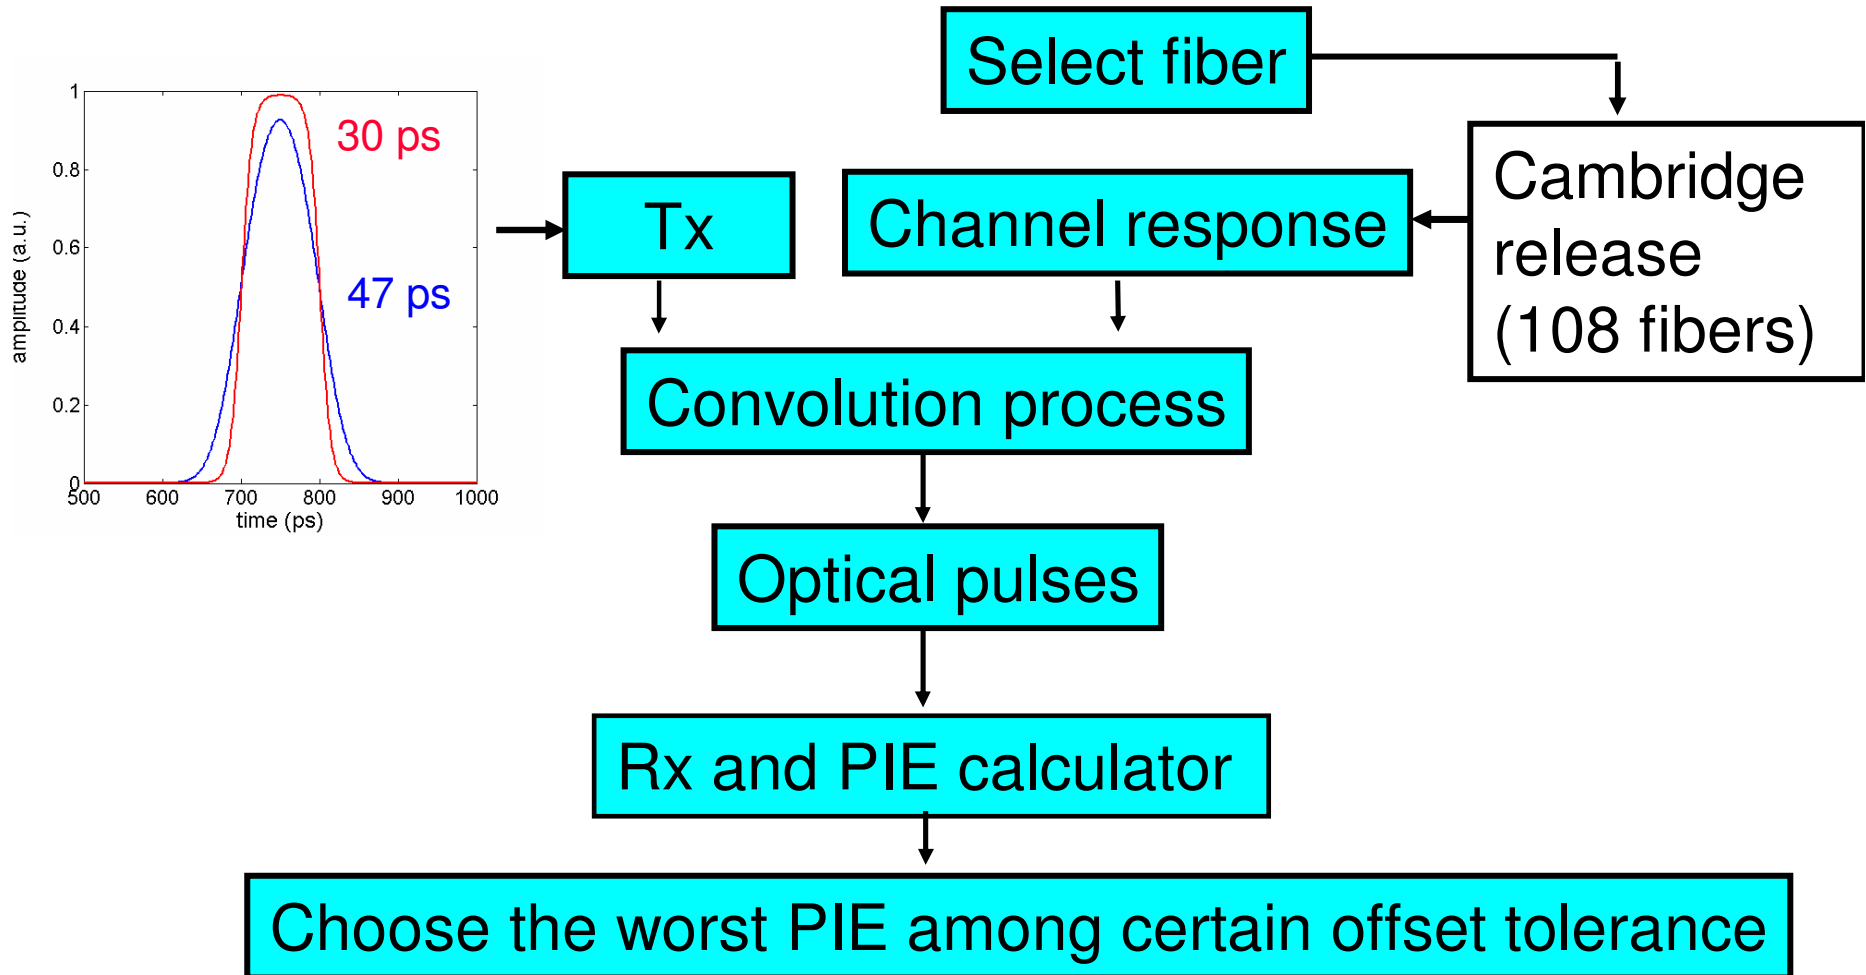 Select fiber
30 ps
47 ps
1
0.8
0.6
0.4
0.2
0
500 600 700 800 900 1000
time (ps)
amplitude (a.u.)
Tx
Channel response
Cambridge
release
(108 fibers)
Convolution process
Optical pulses
Rx and PIE calculator
Choose the worst PIE among certain offset tolerance